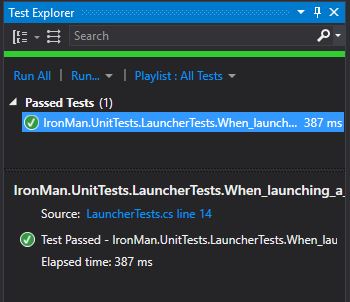 Test Explorer
Search
Run All
Run...
Playlist : All Tests
Passed Tests (1)
IronMan.UnitTests.LauncherTests.When_launch... 387 ms
IronMan.UnitTests.LauncherTests.When_launching_a_
Source: LauncherTests.cs line 14
Test Passed - IronMan.UnitTests.LauncherTests.When_lau
Elapsed time: 387 ms